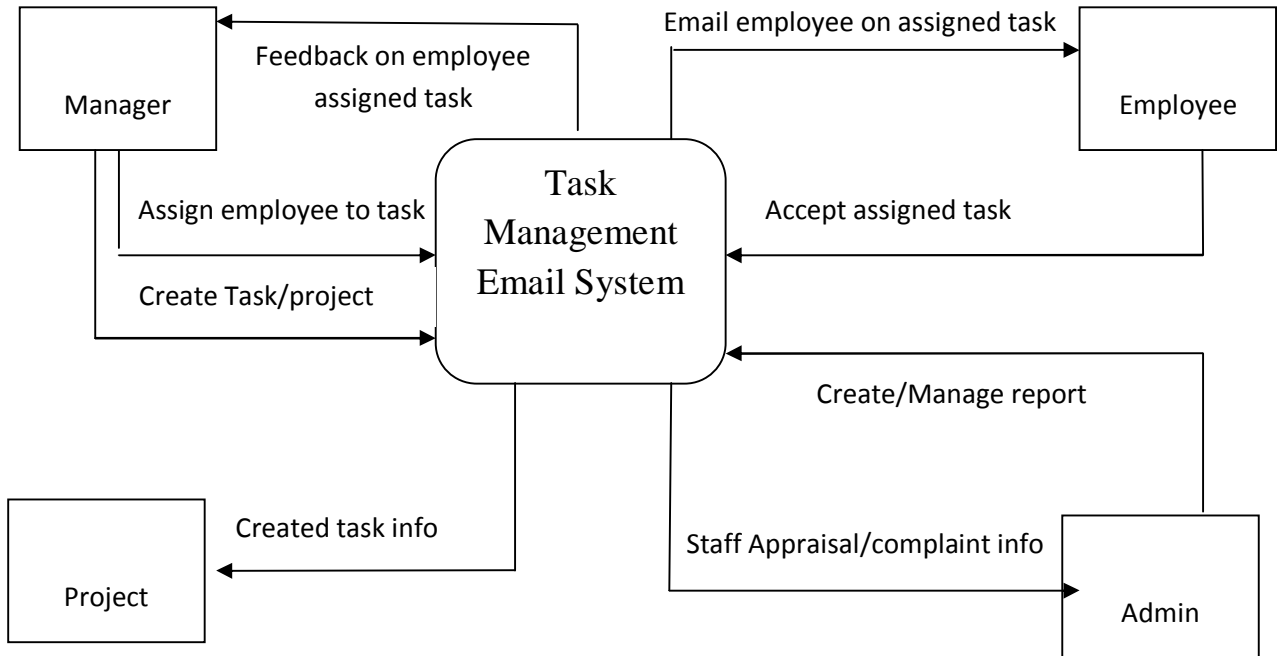 Email employee on assigned task
Feedback on employee
assigned task
Manager
Employee
Task
Management
Email System
Assign employee to task
Accept assigned task
Create Task/project
Create/Manage report
Created task info
Staff Appraisal/complaint info
Project
Admin